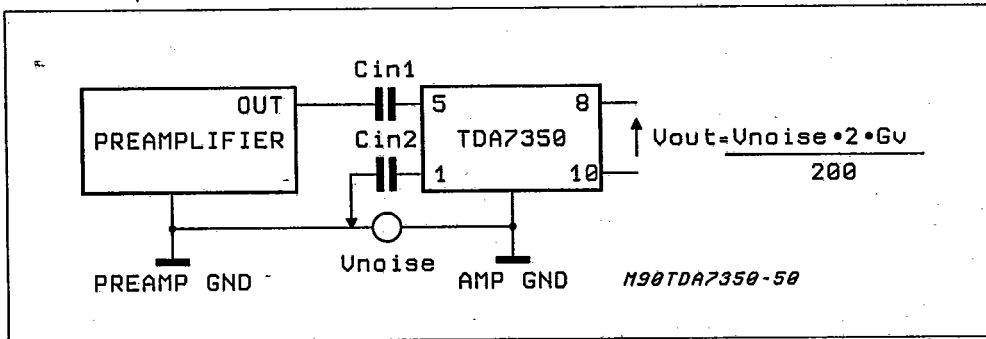 Cin1
OUT
PREAMPLIFIER
Cin2
5
8
TDA7350
1
10
Vout=Vnoise•2•Gv
200
Vnoise
PREAMP GND
AMP GND
M90TDA7350-50